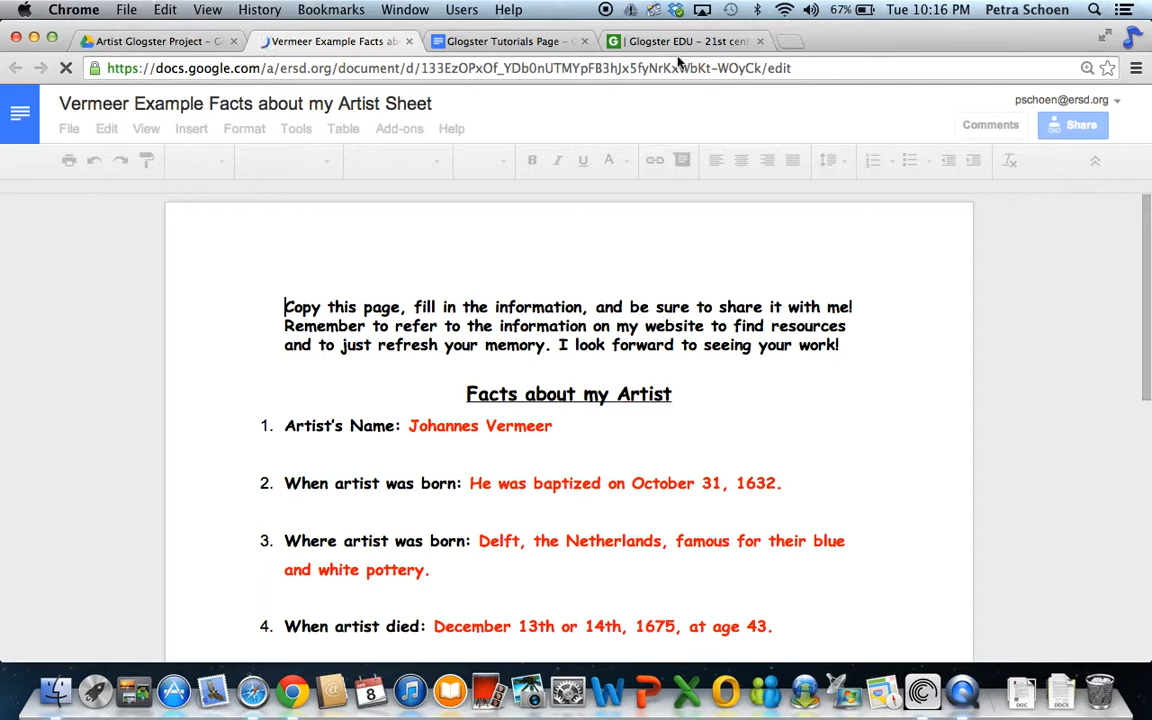 Chrome File Edit View History Bookmarks Window Users Help 67% Tue 10:16 PM Petra Schoen
Artist Glogster Project – G Vermeer Example Facts abo Glogster Tutorials Page – | Glogster EDU – 21st cent
https://docs.google.com/a/ersd.org/document/d/133EzOPxOf_YDb0nUTMYpFB3hJx5fyNrKxWbKt-WOyCk/edit
Vermeer Example Facts about my Artist Sheet
pschoen@ersd.org
File Edit View Insert Format Tools Table Add-ons Help
Comments Share
B I U A
Copy this page, fill in the information, and be sure to share it with me!
Remember to refer to the information on my website to find resources
and to just refresh your memory. I look forward to seeing your work!
Facts about my Artist
1. Artist's Name: Johannes Vermeer
2. When artist was born: He was baptized on October 31, 1632.
3. Where artist was born: Delft, the Netherlands, famous for their blue
and white pottery.
4. When artist died: December 13th or 14th, 1675, at age 43.